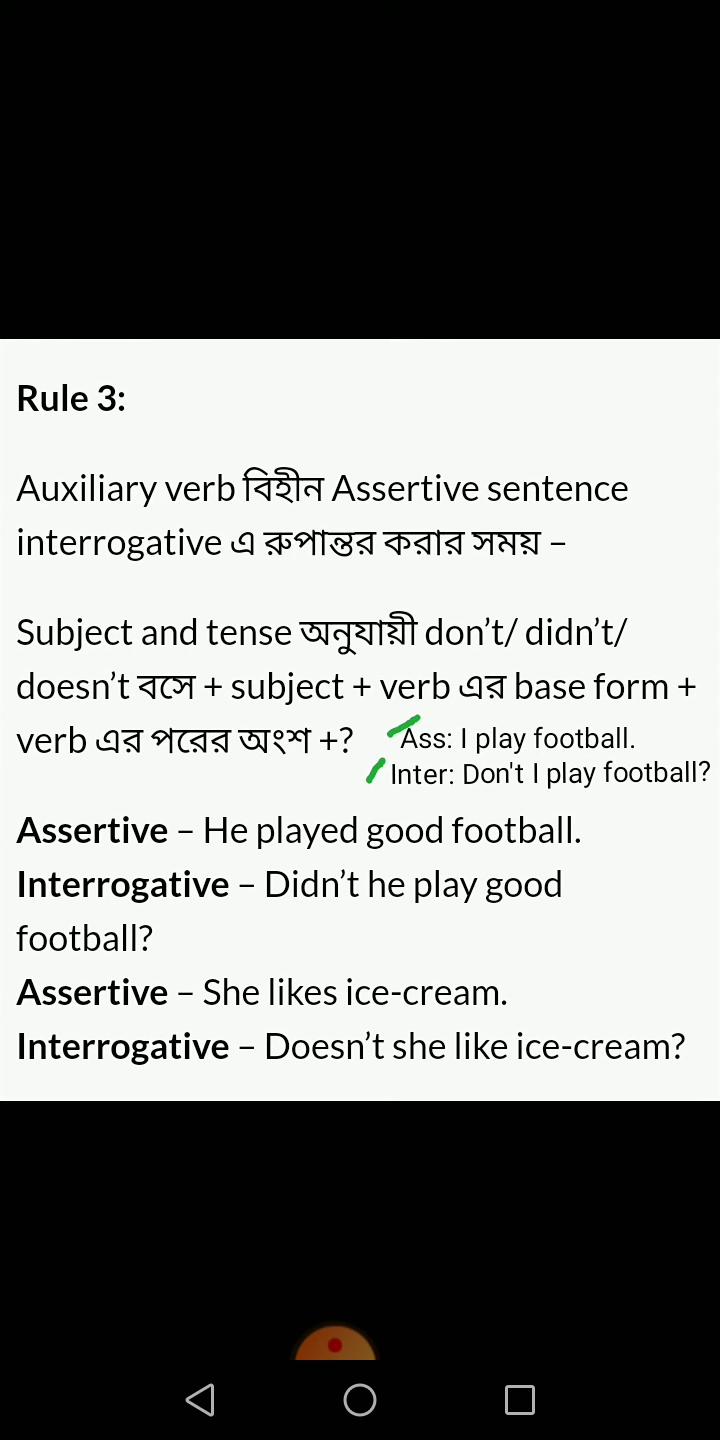 Rule 3:
Auxiliary verb বিহীন Assertive sentence
interrogative এ রুপান্তর করার সময় –
Subject and tense অনুযায়ী don’t/ didn’t/
doesn’t বসে + subject + verb এর base form +
verb এর পরের অংশ +?
Ass: I play football.
Inter: Don't I play football?
Assertive – He played good football.
Interrogative – Didn’t he play good
football?
Assertive – She likes ice-cream.
Interrogative – Doesn’t she like ice-cream?